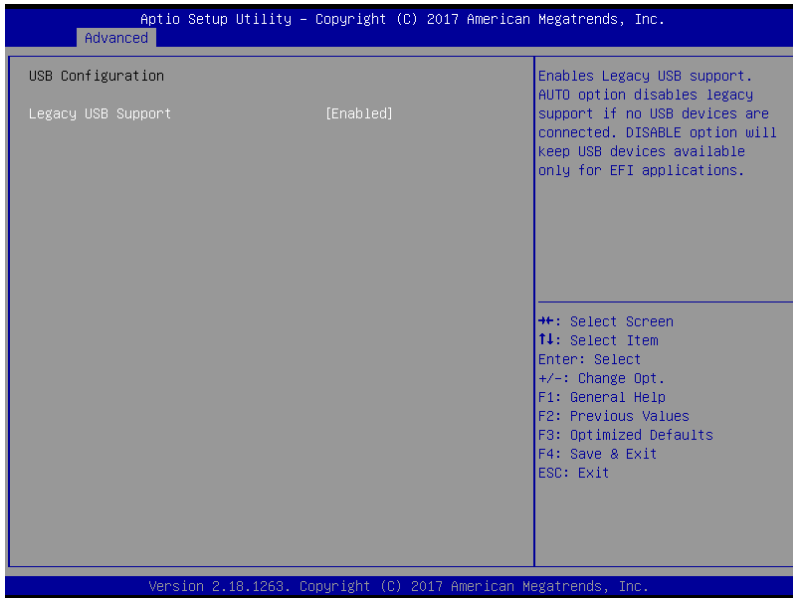 Aptio Setup Utility – Copyright (C) 2017 American Megatrends, Inc.
Advanced
USB Configuration
Legacy USB Support [Enabled]
Enables Legacy USB support.
AUTO option disables legacy
support if no USB devices are
connected. DISABLE option will
keep USB devices available
only for EFI applications.
→←: Select Screen
↑↓: Select Item
Enter: Select
+/-: Change Opt.
F1: General Help
F2: Previous Values
F3: Optimized Defaults
F4: Save & Exit
ESC: Exit
Version 2.18.1263. Copyright (C) 2017 American Megatrends, Inc.